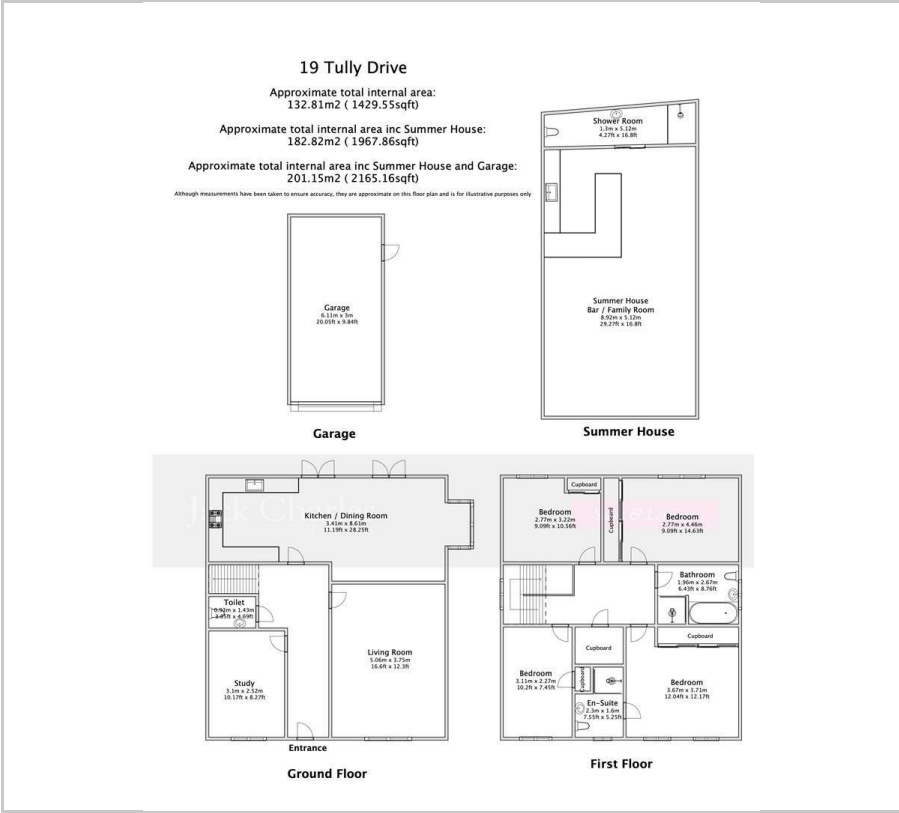 19 Tully Drive
Approximate total internal area:
132.81m2 ( 1429.55sqft)
Approximate total internal area inc Summer House:
182.82m2 ( 1967.86sqft)
Approximate total internal area inc Summer House and Garage:
201.15m2 ( 2165.16sqft)
Although measurements have been taken to ensure accuracy, they are approximate on this floor plan and is for illustrative purposes only
Shower Room
1.3m x 5.12m
4.27ft x 16.8ft
Summer House
Bar / Family Room
8.92m x 5.12m
29.27ft x 16.8ft
Summer House
Garage
6.11m x 3m
20.05ft x 9.84ft
Garage
Kitchen / Dining Room
3.41m x 8.61m
11.19ft x 28.25ft
Toilet
0.93m x 1.43m
3.05ft x 4.69ft
Study
3.1m x 2.52m
10.17ft x 8.27ft
Living Room
5.06m x 3.75m
16.6ft x 12.3ft
Entrance
Ground Floor
Cupboard
Bedroom
2.77m x 3.22m
9.09ft x 10.56ft
Cupboard
Bedroom
2.77m x 4.46m
9.09ft x 14.63ft
Bathroom
1.96m x 2.67m
6.43ft x 8.76ft
Cupboard
Cupboard
Bedroom
3.11m x 2.27m
10.2ft x 7.45ft
Cupboard
En-Suite
2.3m x 1.6m
7.55ft x 5.25ft
Bedroom
3.67m x 3.71m
12.04ft x 12.17ft
First Floor